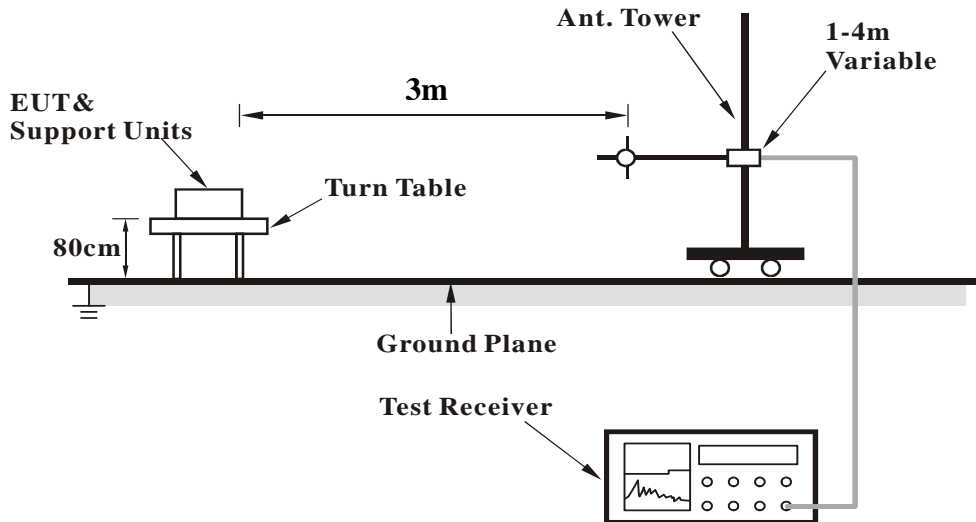 Ant. Tower
1-4m
Variable
3m
EUT&
Support Units
Turn Table
80cm
Ground Plane
Test Receiver